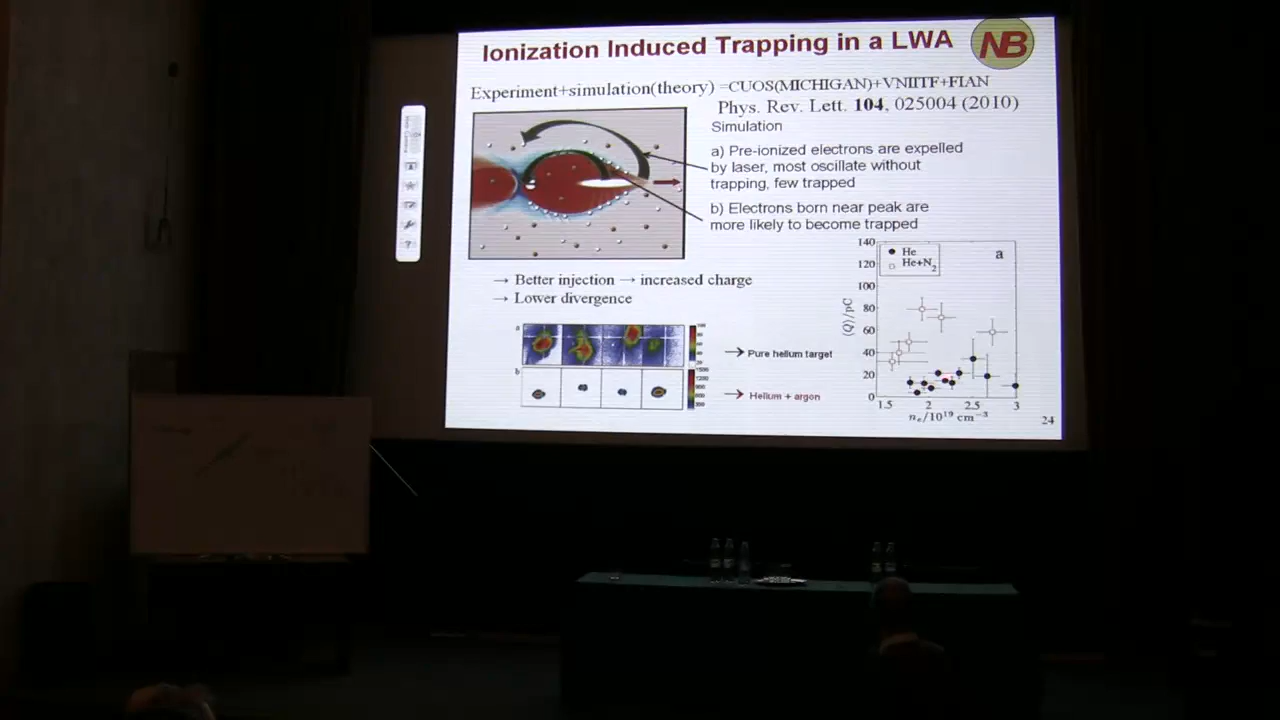 Ionization Induced Trapping in a LWA
NB
Experiment+simulation(theory) =CUOS(MICHIGAN)+VNIITF+FIAN
Phys. Rev. Lett. 104, 025004 (2010)
Simulation
a) Pre-ionized electrons are expelled
by laser, most oscillate without
trapping, few trapped
b) Electrons born near peak are
more likely to become trapped
→ Better injection → increased charge
→ Lower divergence
a
b
→ Pure helium target
→ Helium + argon
a
He
He+N2
⟨Q⟩/pC
140
120
100
80
60
40
20
0
1.5 2 2.5 3
ne/10^19 cm^-3
24